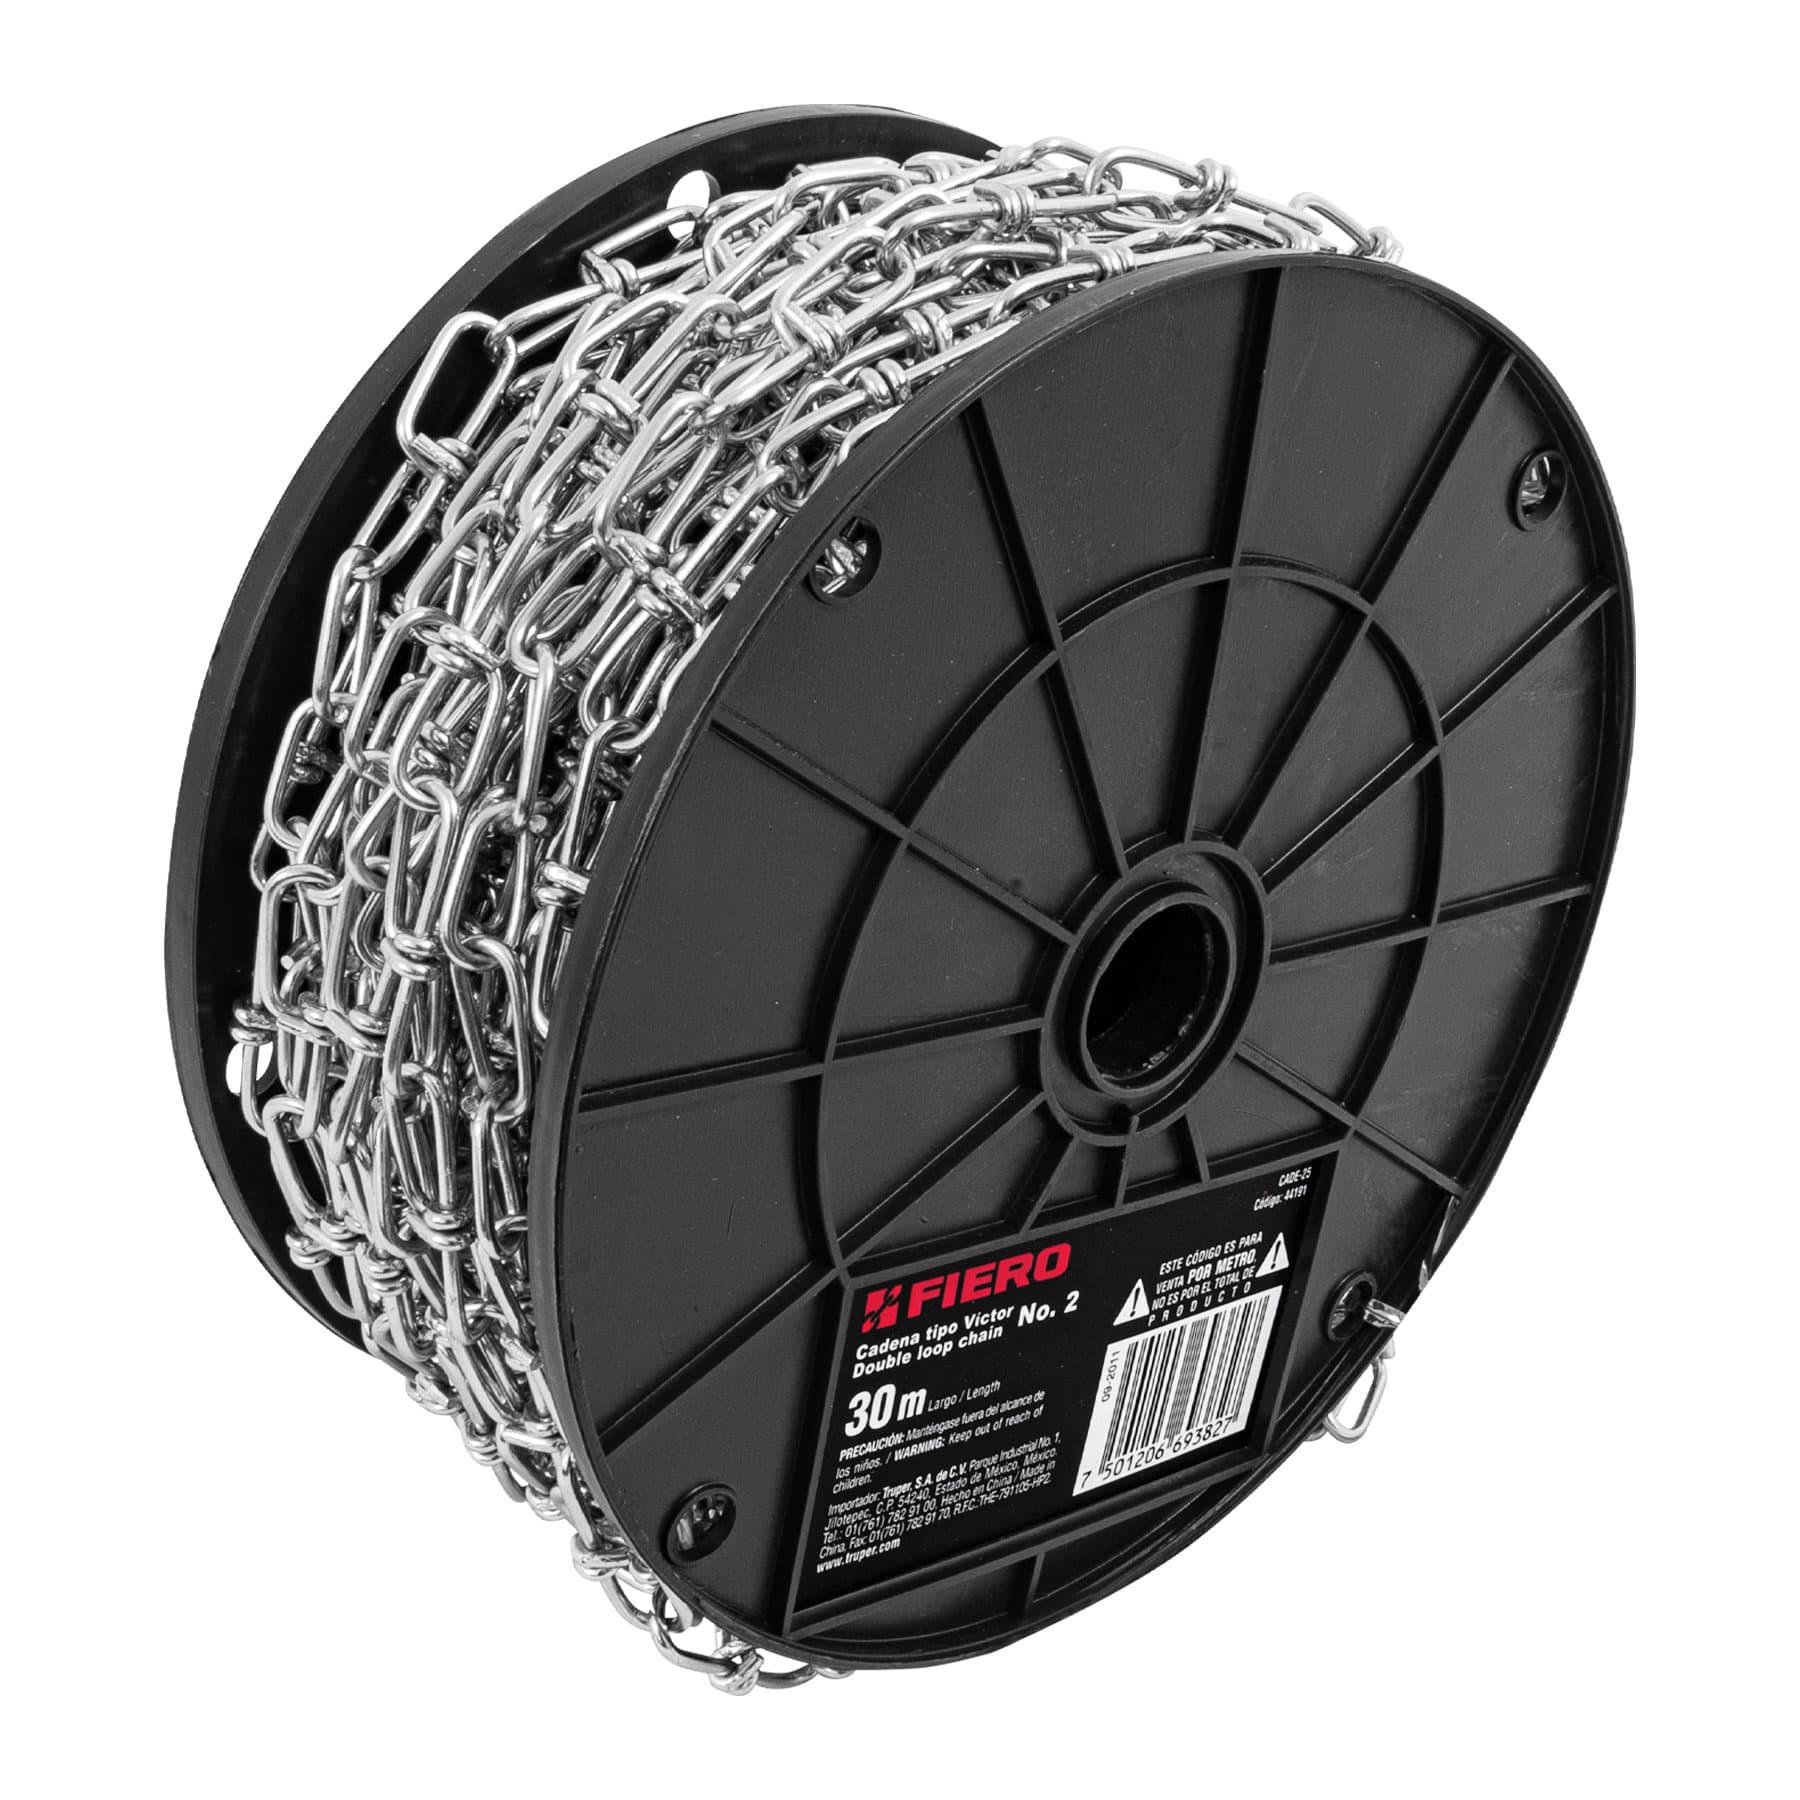 CADE-25
Código: 44191
FIERO
Cadena tipo Víctor
Double loop chain
No. 2
30 m Largo / Length
PRECAUCIÓN: Manténgase fuera del alcance de
los niños. / WARNING: Keep out of reach of
children.
Importador: Truper, S.A. de C.V. Parque Industrial No. 1,
Jilotepec, C.P. 54240, Estado de México, México.
Tel.: 01(761) 782 91 00, Hecho en China / Made in
China, Fax: 01(761) 782 91 70, R.F.C.:THE-791105-HP2.
www.truper.com
ESTE CÓDIGO ES PARA
VENTA POR METRO,
NO ES POR EL TOTAL DE
PRODUCTO
09-2011
7 501206 693827